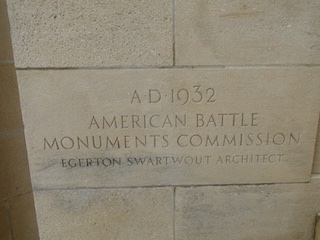 A·D·1932
AMERICAN BATTLE
MONUMENTS COMMISSION
EGERTON SWARTWOUT ARCHITECT